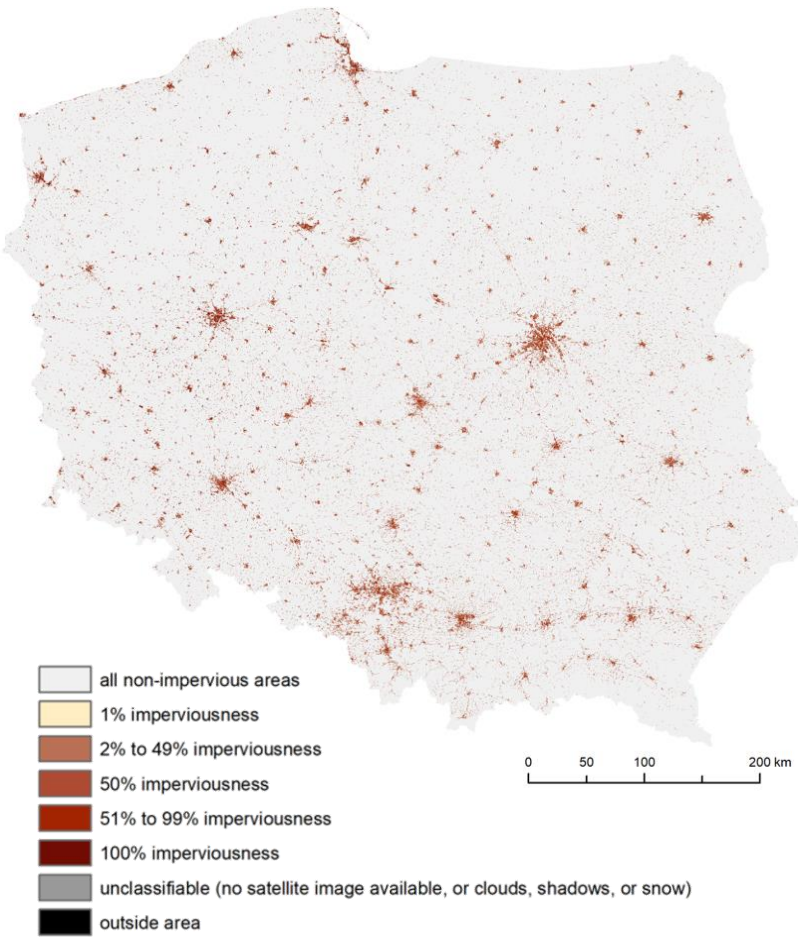 all non-impervious areas
1% imperviousness
2% to 49% imperviousness
50% imperviousness
51% to 99% imperviousness
100% imperviousness
unclassifiable (no satellite image available, or clouds, shadows, or snow)
outside area
0 50 100 200 km